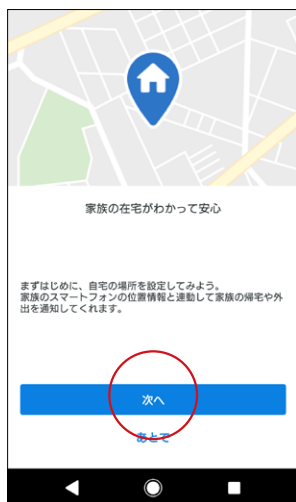 家族の在宅がわかって安心
まずはじめに、自宅の場所を設定してみよう。
家族のスマートフォンの位置情報と連動して家族の帰宅や外
出を通知してくれます。
次へ
あとで